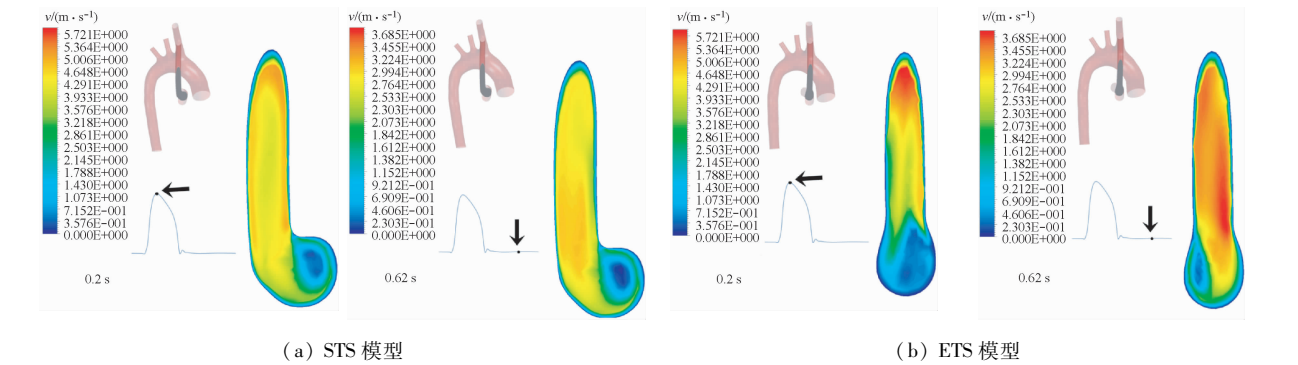 v/(m · s⁻¹)
5.721E+000
5.364E+000
5.006E+000
4.648E+000
4.291E+000
3.933E+000
3.576E+000
3.218E+000
2.861E+000
2.503E+000
2.145E+000
1.788E+000
1.430E+000
1.073E+000
7.152E-001
3.576E-001
0.000E+000
0.2 s
v/(m · s⁻¹)
3.685E+000
3.455E+000
3.224E+000
2.994E+000
2.764E+000
2.533E+000
2.303E+000
2.073E+000
1.842E+000
1.612E+000
1.382E+000
1.152E+000
9.212E-001
6.909E-001
4.606E-001
2.303E-001
0.000E+000
0.62 s
(a) STS 模型
v/(m · s⁻¹)
5.721E+000
5.364E+000
5.006E+000
4.648E+000
4.291E+000
3.933E+000
3.576E+000
3.218E+000
2.861E+000
2.503E+000
2.145E+000
1.788E+000
1.430E+000
1.073E+000
7.152E-001
3.576E-001
0.000E+000
0.2 s
v/(m · s⁻¹)
3.685E+000
3.455E+000
3.224E+000
2.994E+000
2.764E+000
2.533E+000
2.303E+000
2.073E+000
1.842E+000
1.612E+000
1.382E+000
1.152E+000
9.212E-001
6.909E-001
4.606E-001
2.303E-001
0.000E+000
0.62 s
(b) ETS 模型